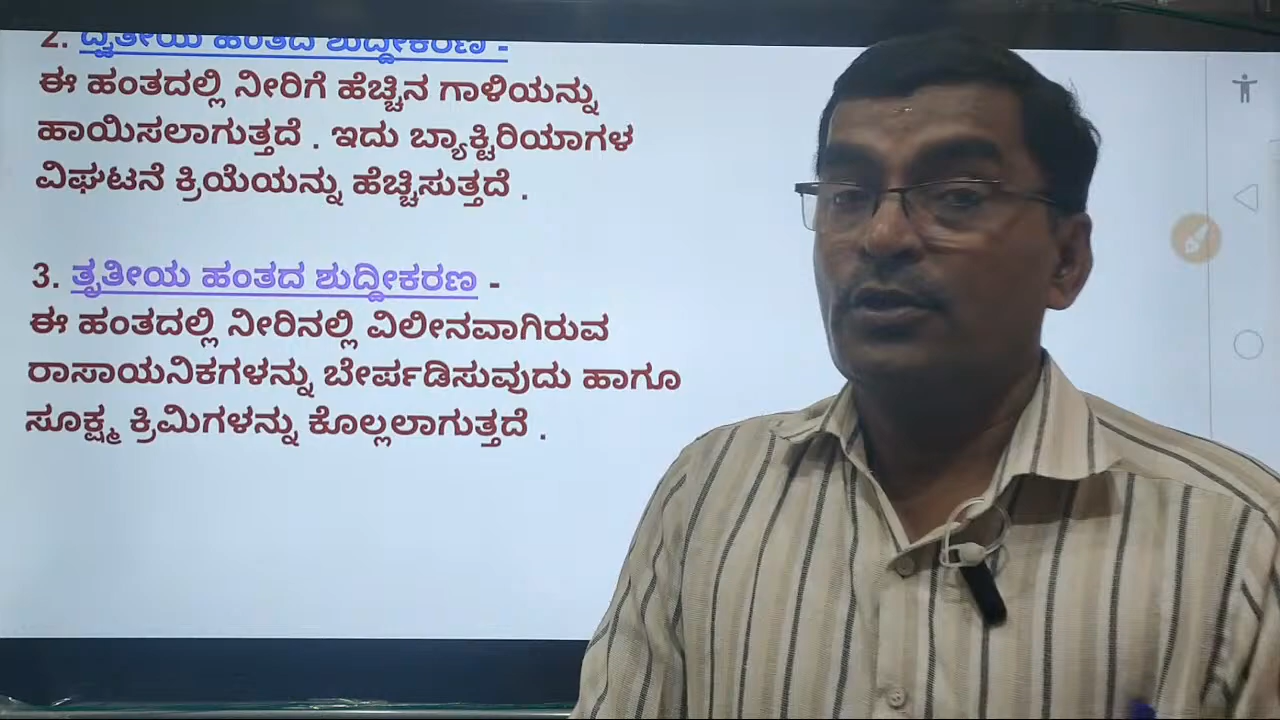 2. ದ್ವಿತೀಯ ಹಂತದ ಶುದ್ಧೀಕರಣ -
ಈ ಹಂತದಲ್ಲಿ ನೀರಿಗೆ ಹೆಚ್ಚಿನ ಗಾಳಿಯನ್ನು
ಹಾಯಿಸಲಾಗುತ್ತದೆ . ಇದು ಬ್ಯಾಕ್ಟಿರಿಯಾಗಳ
ವಿಘಟನೆ ಕ್ರಿಯೆಯನ್ನು ಹೆಚ್ಚಿಸುತ್ತದೆ .
3. ತೃತೀಯ ಹಂತದ ಶುದ್ದೀಕರಣ -
ಈ ಹಂತದಲ್ಲಿ ನೀರಿನಲ್ಲಿ ವಿಲೀನವಾಗಿರುವ
ರಾಸಾಯನಿಕಗಳನ್ನು ಬೇರ್ಪಡಿಸುವುದು ಹಾಗೂ
ಸೂಕ್ಷ್ಮ ಕ್ರಿಮಿಗಳನ್ನು ಕೊಲ್ಲಲಾಗುತ್ತದೆ .